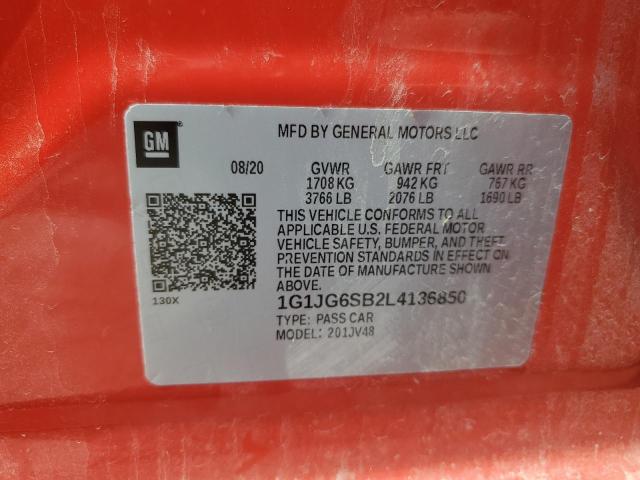 GM
MFD BY GENERAL MOTORS LLC
08/20 GVWR GAWR FRT GAWR RR
1708 KG 942 KG 767 KG
3766 LB 2076 LB 1690 LB
THIS VEHICLE CONFORMS TO ALL
APPLICABLE U.S. FEDERAL MOTOR
VEHICLE SAFETY, BUMPER, AND THEFT
PREVENTION STANDARDS IN EFFECT ON
THE DATE OF MANUFACTURE SHOWN
ABOVE.
130X
1G1JG6SB2L4136850
TYPE: PASS CAR
MODEL: 201JV48